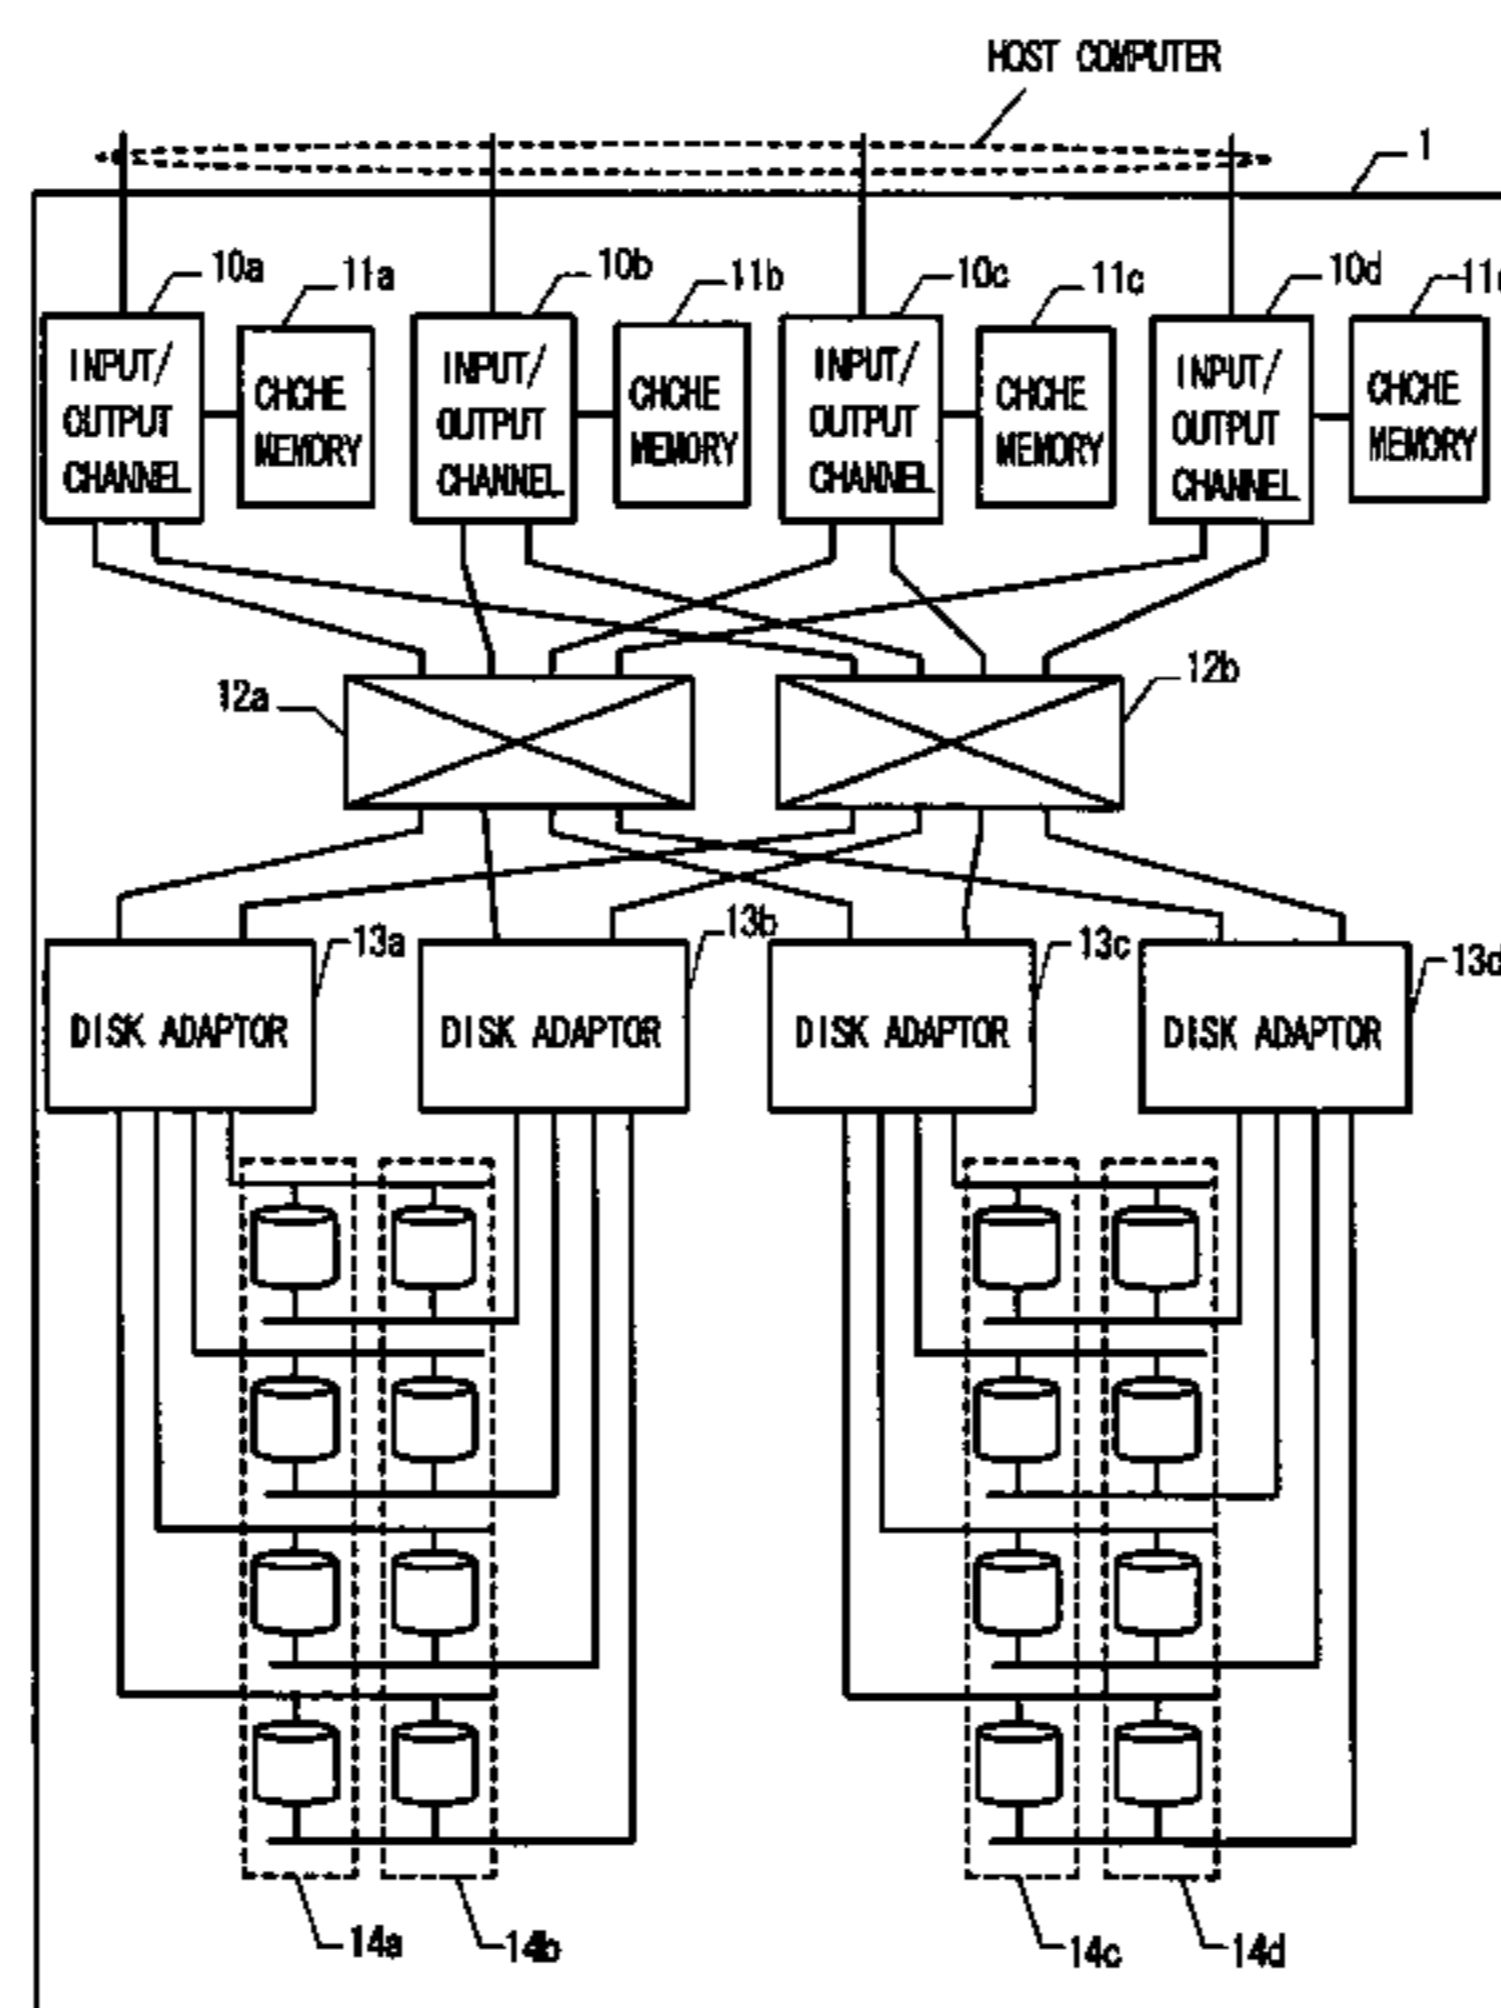 HOST COMPUTER
1
10a
11a
10b
11b
10c
11c
10d
INPUT/
OUTPUT
CHANNEL
CHCHE
MEMORY
INPUT/
OUTPUT
CHANNEL
CHCHE
MEMORY
INPUT/
OUTPUT
CHANNEL
CHCHE
MEMORY
INPUT/
OUTPUT
CHANNEL
CHCHE
MEMORY
12a
12b
13a
13b
13c
13d
DISK ADAPTOR
DISK ADAPTOR
DISK ADAPTOR
DISK ADAPTOR
14a
14b
14c
14d